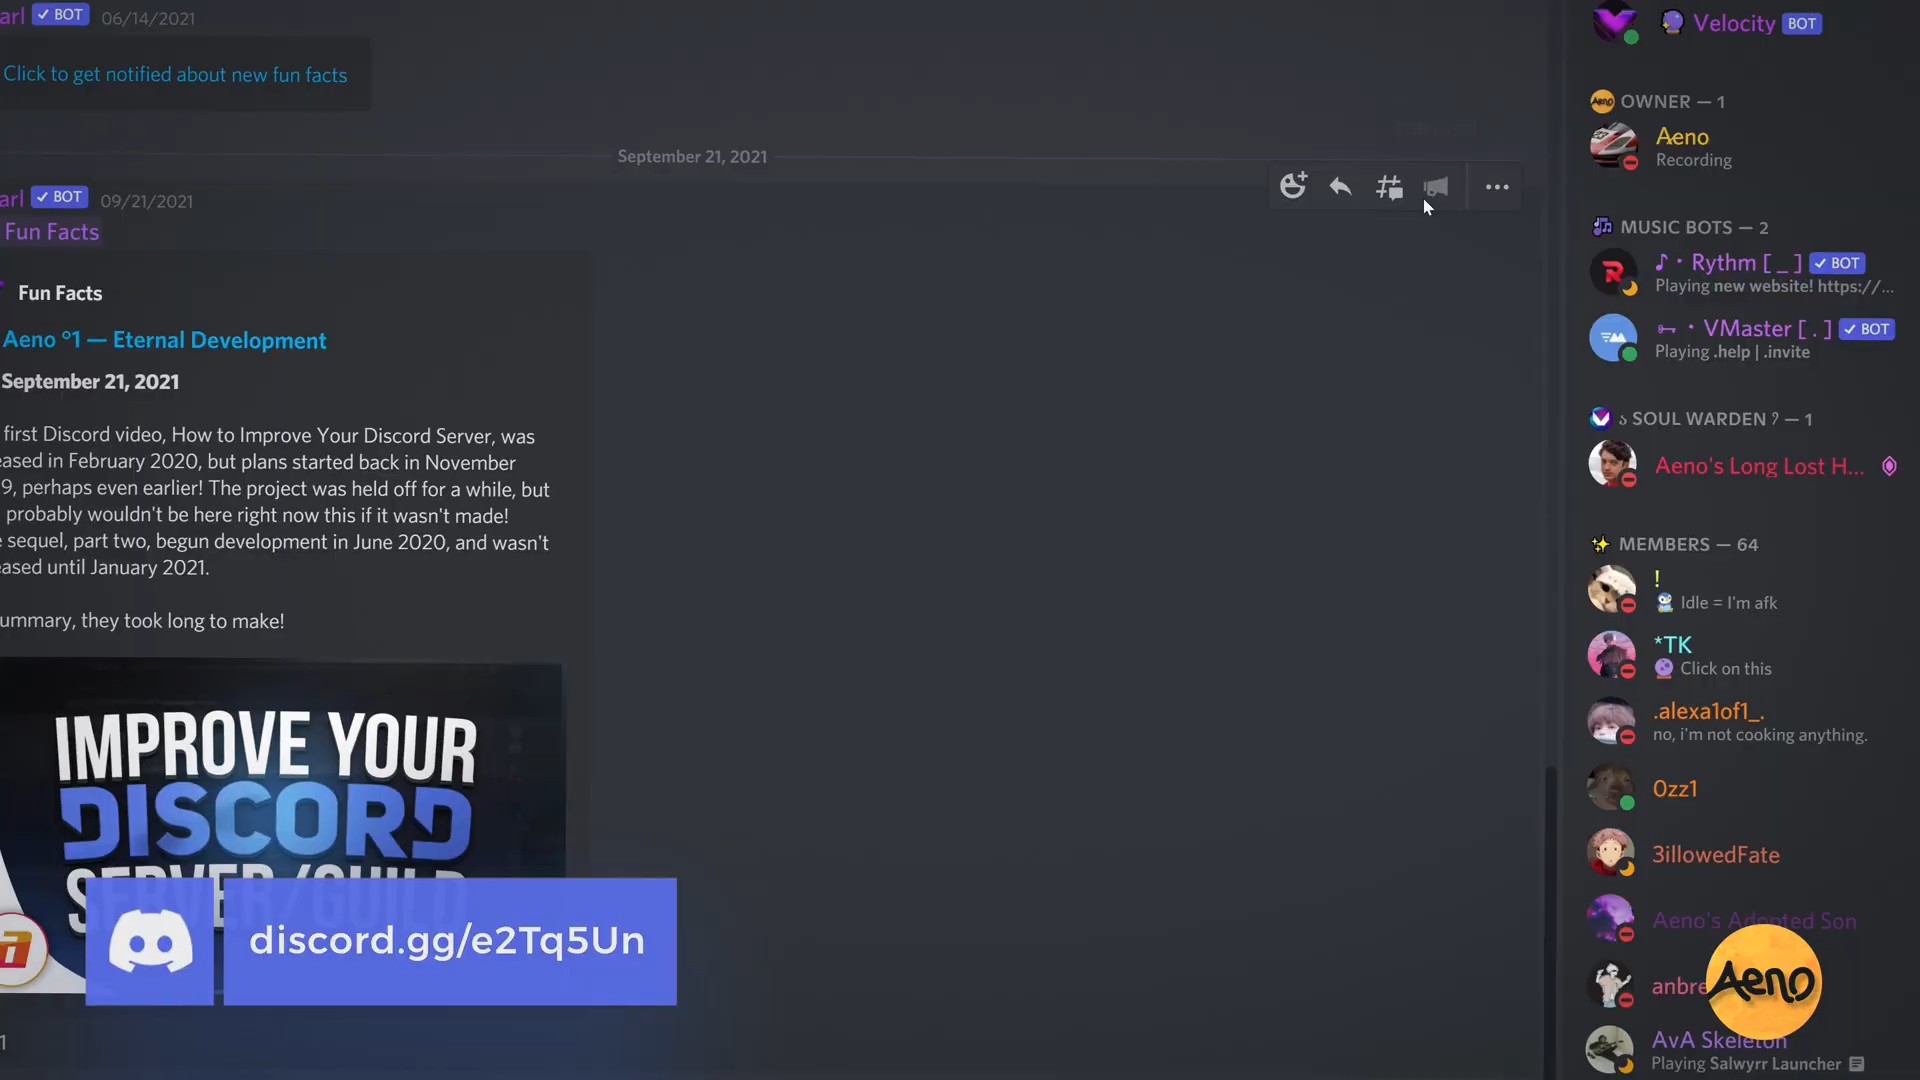 arl ✓ BOT 06/14/2021
Click to get notified about new fun facts
September 21, 2021
arl ✓ BOT 09/21/2021
Fun Facts
Fun Facts
Aeno °1 — Eternal Development
September 21, 2021
first Discord video, How to Improve Your Discord Server, was
eased in February 2020, but plans started back in November
9, perhaps even earlier! The project was held off for a while, but
probably wouldn't be here right now this if it wasn't made!
e sequel, part two, begun development in June 2020, and wasn't
eased until January 2021.
ummary, they took long to make!
IMPROVE YOUR
DISCORD
SERVER/GUILD
discord.gg/e2Tq5Un
1
Velocity BOT
Aeno OWNER — 1
Aeno
Recording
MUSIC BOTS — 2
♪・Rythm [ _ ] ✓ BOT
Playing new website! https://...
・VMaster [ . ] ✓ BOT
Playing .help | .invite
SOUL WARDEN — 1
Aeno's Long Lost H...
MEMBERS — 64
!
Idle = I'm afk
*TK
Click on this
.alexa1of1_.
no, i'm not cooking anything.
0zz1
3illowedFate
Aeno's Adopted Son
anbre
Aeno
AvA Skeleton
Playing Salwyrr Launcher